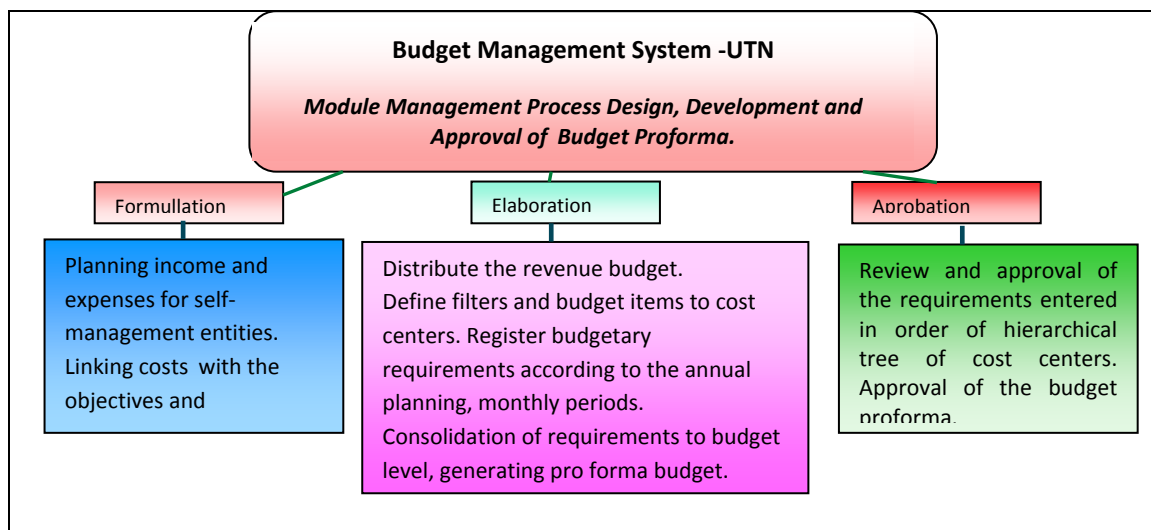 Budget Management System -UTN
Module Management Process Design, Development and
Approval of Budget Proforma.
Formullation
Planning income and
expenses for self-
management entities.
Linking costs with the
objectives and
Elaboration
Distribute the revenue budget.
Define filters and budget items to cost
centers. Register budgetary
requirements according to the annual
planning, monthly periods.
Consolidation of requirements to budget
level, generating pro forma budget.
Aprobation
Review and approval of
the requirements entered
in order of hierarchical
tree of cost centers.
Approval of the budget
proforma.